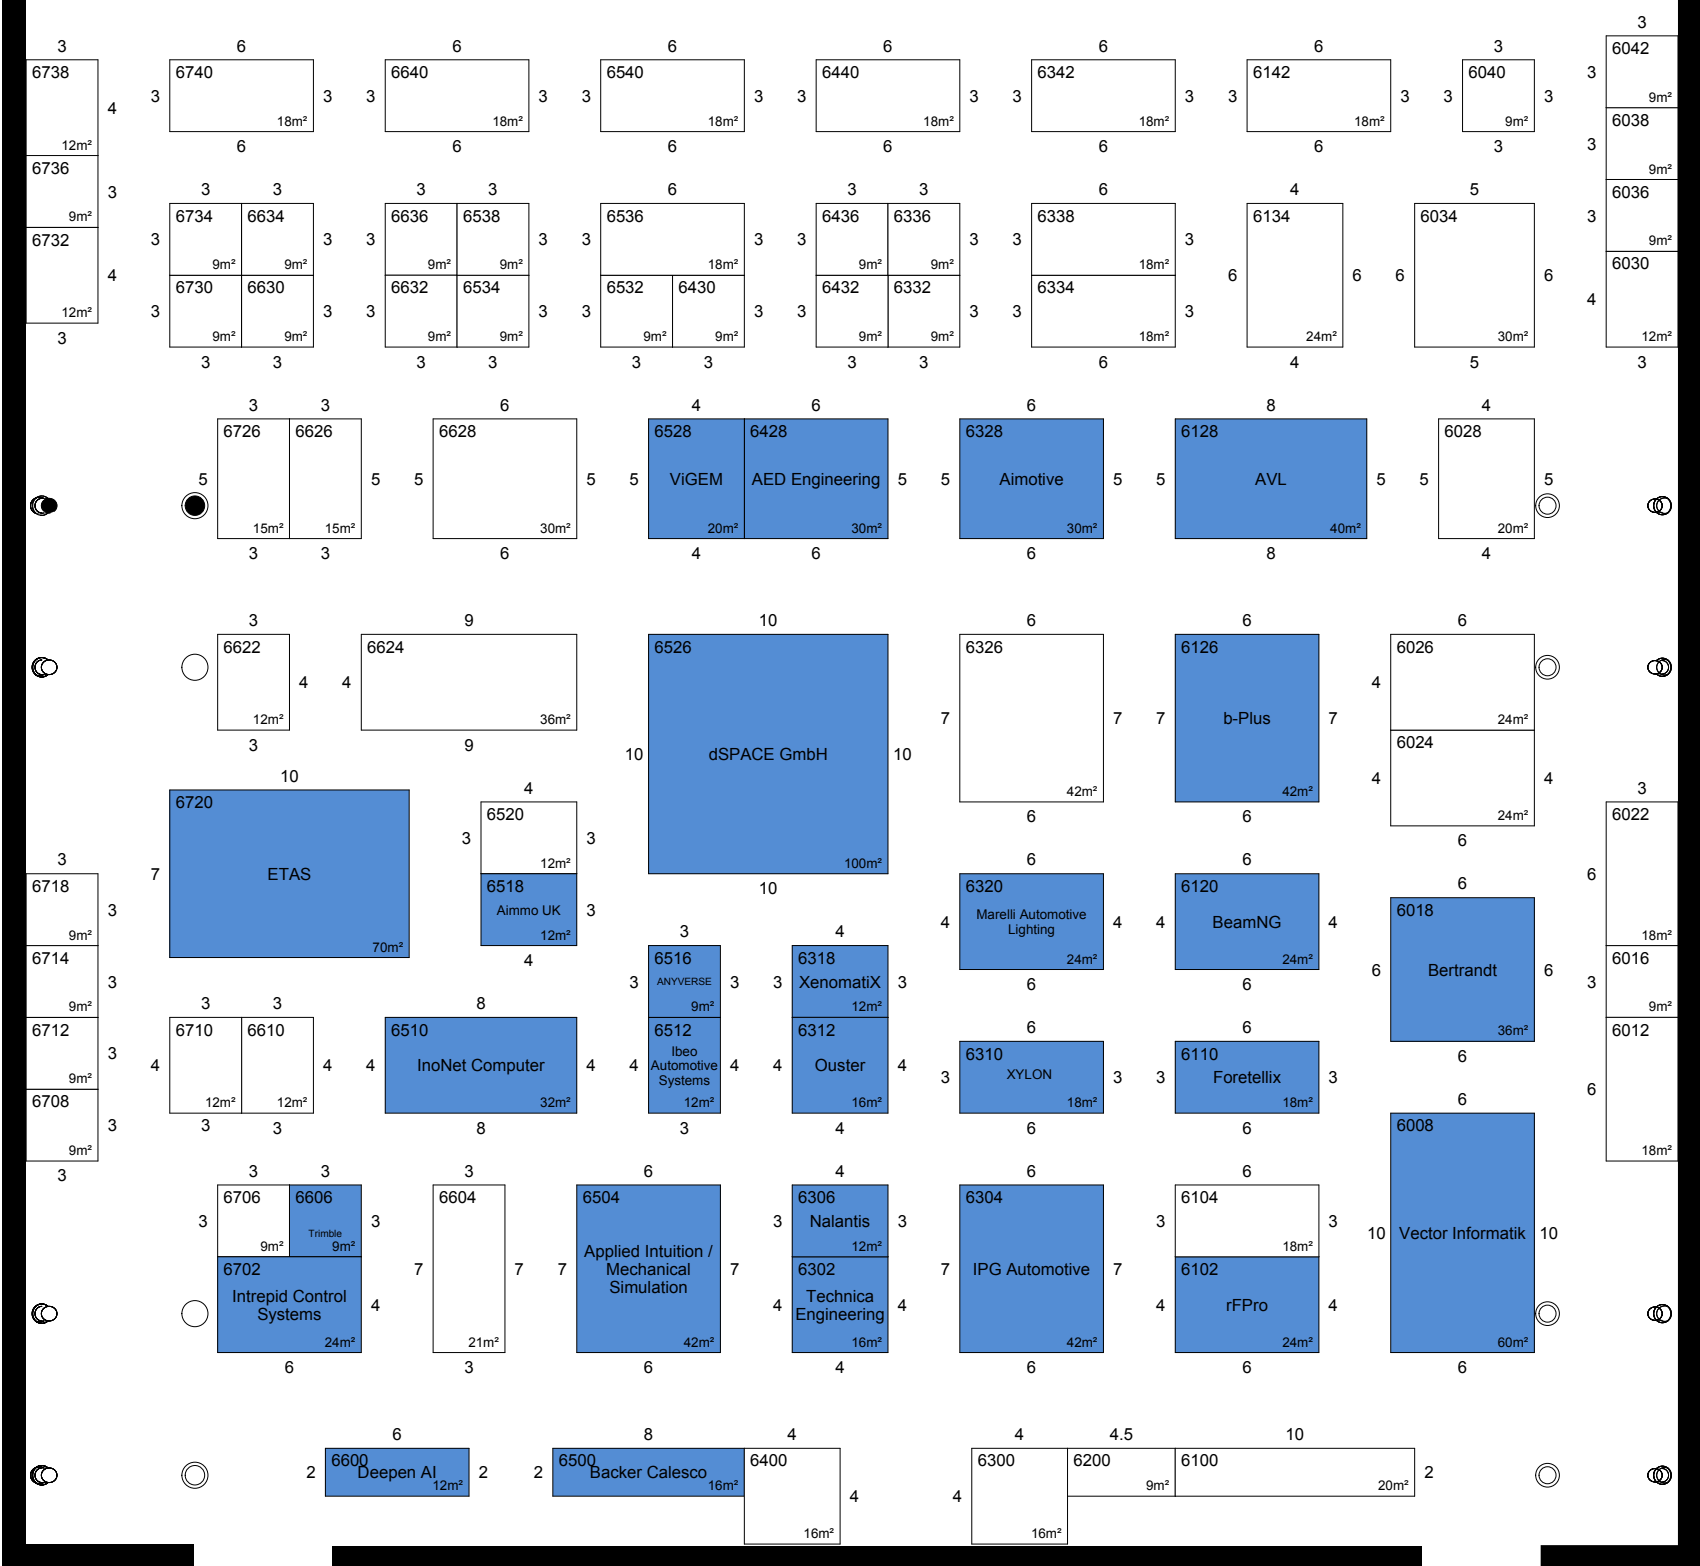 3
6 6 6 6 6 6 3 3
6738 6740 6640 6540 6440 6342 6142 6040 6042
4 3 3 3 3 3 3 3 3 3 3 3 3 3 3 3
12m² 18m² 18m² 18m² 18m² 18m² 18m² 9m² 9m²
6 6 6 6 6 6 3
6736 6038
3 3
9m² 9m²
3 3 3 3 6 3 3 6 4 5
6732 6734 6634 6636 6538 6536 6436 6336 6338 6134 6034 6036
3 3 3 3 3 3 3 3 3 3 3
9m² 9m² 9m² 9m² 18m² 9m² 9m² 18m² 9m²
4 6 6 6 6
6730 6630 6632 6534 6532 6430 6432 6332 6334 6030
3 3 3 3 3 3 3 3 3 3 4
12m² 9m² 9m² 9m² 9m² 9m² 9m² 9m² 9m² 18m² 24m² 30m² 12m²
3 3 3 3 3 3 3 3 3 6 4 5 3
3 3 6 4 6 6 8 4
6726 6626 6628 6528 6428 6328 6128 6028
5 5 5 5 5 ViGEM AED Engineering 5 5 Aimotive 5 5 AVL 5 5 5
15m² 15m² 30m² 20m² 30m² 30m² 40m² 20m²
3 3 6 4 6 6 8 4
3 9 10 6 6 6
6622 6624 6526 6326 6126 6026
4 4 4
12m² 36m² 7 7 7 b-Plus 7 24m²
3 9
10 dSPACE GmbH 10
6024
10 4 4 4
6720 6520 42m² 42m² 24m² 3
3 3 6 6 6 6022
12m² 100m²
3 7 ETAS 10 6 6 6
6718 6518 6320 6120 6018 6
3 Aimmo UK 3 4 Marelli Automotive
Lighting 4 4 BeamNG 4
9m² 70m² 12m² 3 4 24m² 24m² 18m²
6714 4 6516 6318 6016
3 3 ANYVERSE 3 3 XenomatiX 3 6 6 6 Bertrandt 6 3
9m² 3 3 8 9m² 12m² 9m²
6712 6710 6610 6510 6512 6312 6 6 36m² 6012
3 4 4 4 InoNet Computer 4 4 Ibeo
Automotive
Systems 4 4 Ouster 4 6310 6110 6
9m² 3 XYLON 3 3 Foretellix 3 6
6708 12m² 12m² 32m² 12m² 16m² 18m² 18m² 6
3 3 3 8 3 4 6 6 6008
9m² 18m²
3 3 3 3 6 4 6 6
6706 6606 6604 6504 6306 6304 6104
3 Trimble 3 3 Nalantis 3 3 3
9m² 9m² 12m² 18m² 10 Vector Informatik 10
6702 7 7 7 Applied Intuition /
Mechanical
Simulation 7 6302 7 IPG Automotive 7 6102
Intrepid Control
Systems 4 4 Technica
Engineering 4 4 rFPro 4
24m² 21m² 42m² 16m² 42m² 24m² 60m²
6 3 6 4 6 6 6
6 8 4 4 4.5 10
6600 6500 6400 6300 6200 6100
2 Deepen AI 2 2 Backer Calesco 2
12m² 16m² 9m² 20m²
4 4
16m² 16m²